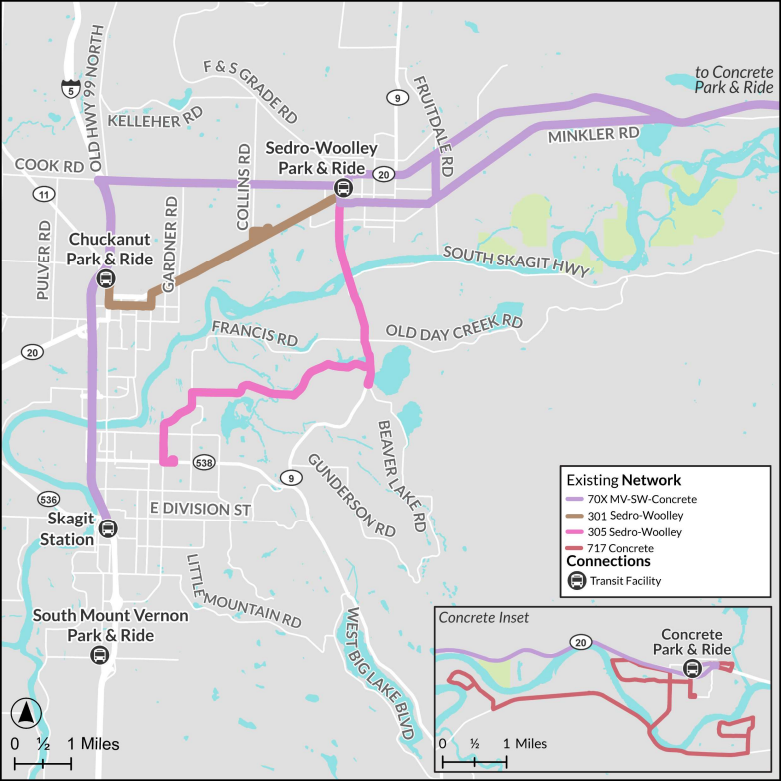 OLD HWY 99 NORTH
F & S GRADE RD
5
KELLEHER RD
9
FRUITDALE RD
to Concrete
Park & Ride
MINKLER RD
Sedro-Woolley
Park & Ride
20
COOK RD
COLLINS RD
11
GARDNER RD
PULVER RD
Chuckanut
Park & Ride
SOUTH SKAGIT HWY
FRANCIS RD
OLD DAY CREEK RD
20
538
BEAVER LAKE RD
9
GUNDERSON RD
536
E DIVISION ST
Skagit
Station
LITTLE MOUNTAIN RD
South Mount Vernon
Park & Ride
WEST BIG LAKE BLVD
0 ½ 1 Miles
Existing Network
70X MV-SW-Concrete
301 Sedro-Woolley
305 Sedro-Woolley
717 Concrete
Connections
Transit Facility
Concrete Inset
20
Concrete
Park & Ride
0 ½ 1 Miles